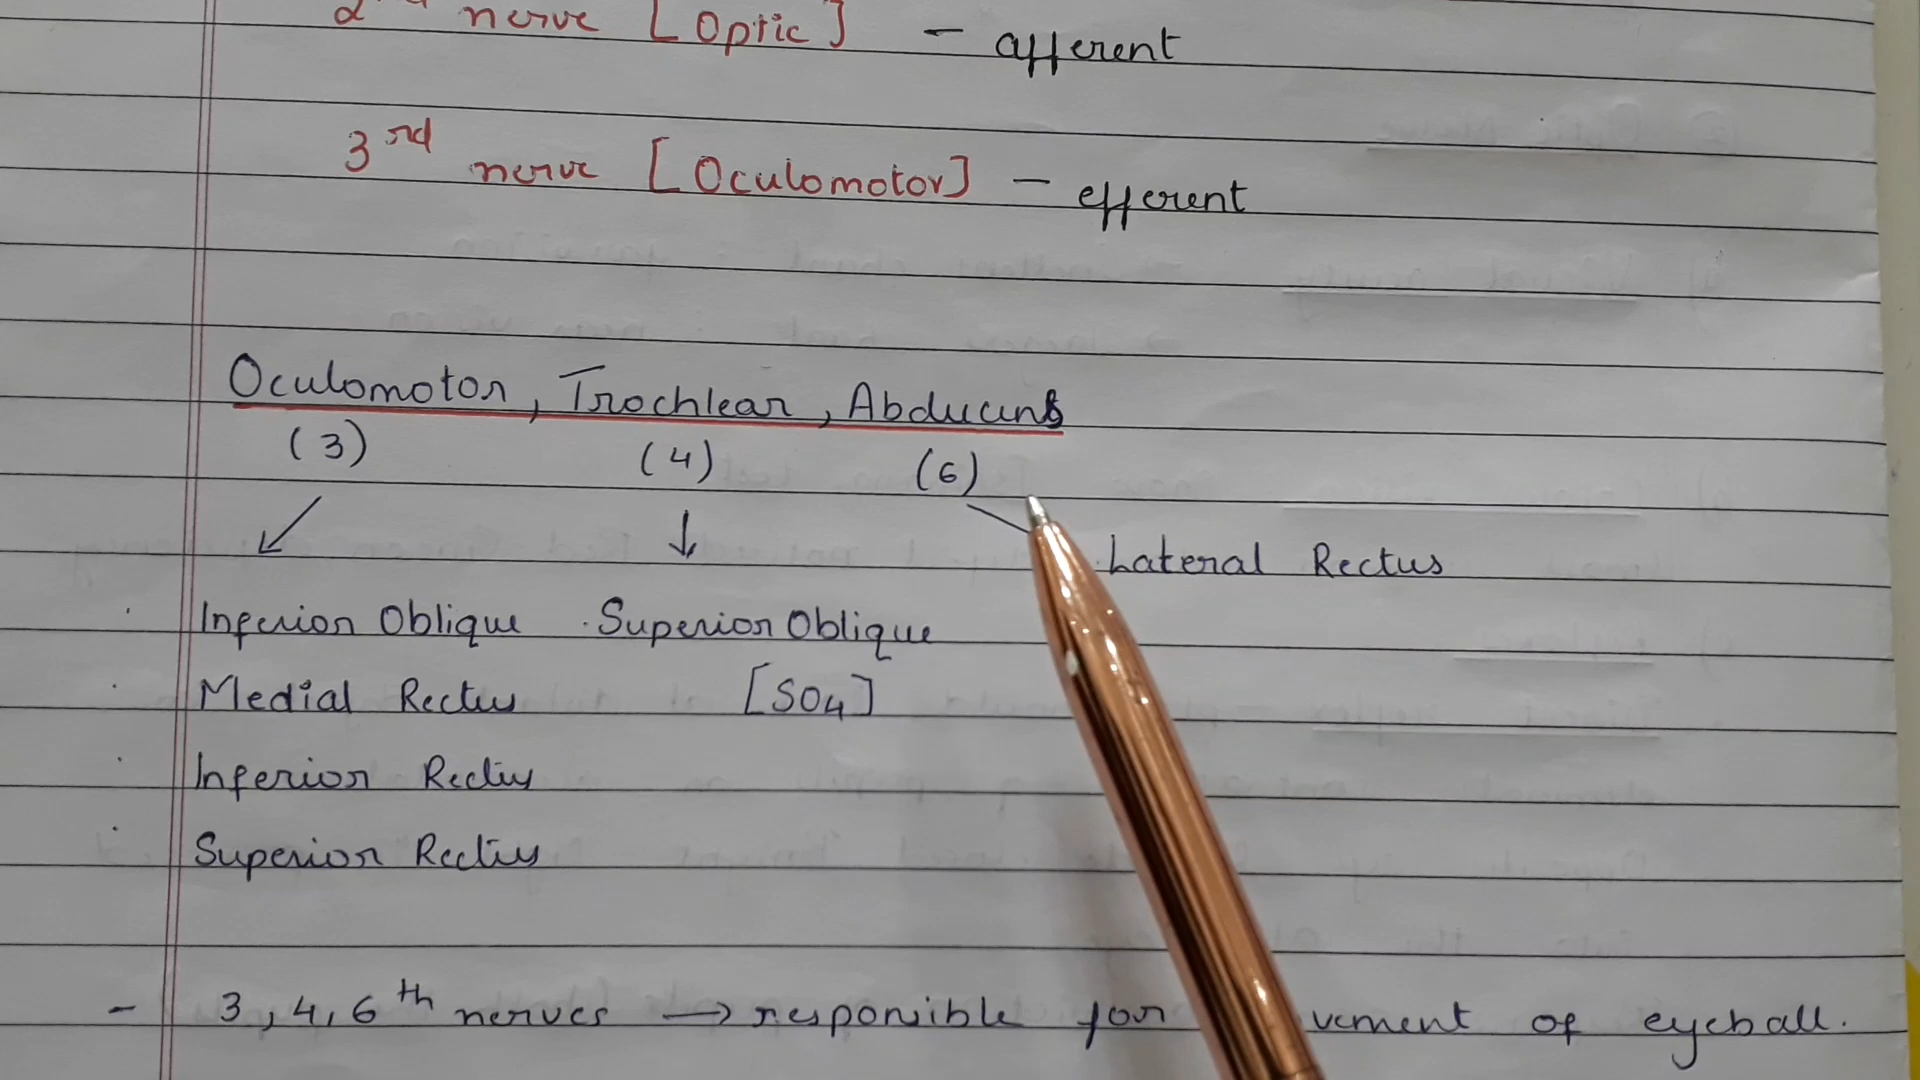 2nd nerve [Optic] - afferent
3rd nerve [Oculomotor] - efferent
Oculomotor, Trochlear, Abducens
(3) (4) (6)
Lateral Rectus
Inferior Oblique Superior Oblique
Medial Rectus [SO4]
Inferior Rectus
Superior Rectus
- 3, 4, 6th nerves → responsible for vement of eyeball.